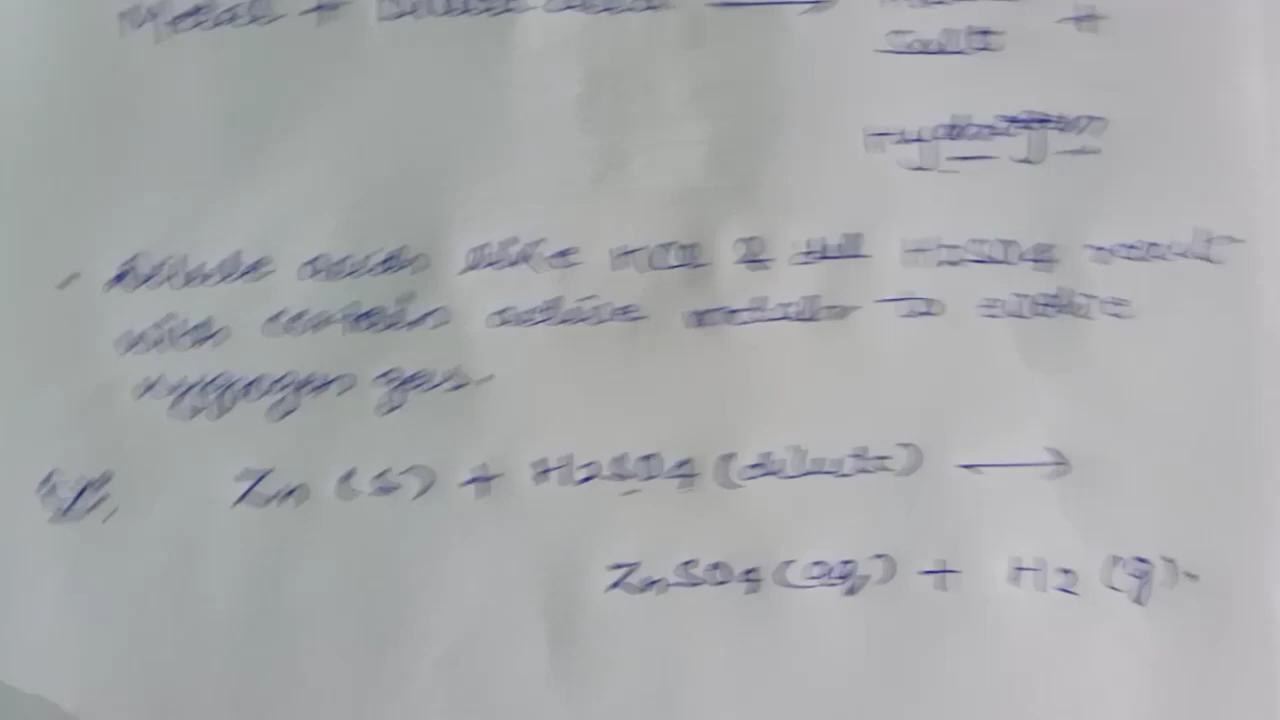 Metal + Dilute acid → Metal
Salt +
Hydrogen
Dilute acids like HCl & dil H2SO4 react
with certain active metals to evolve
hydrogen gas.
Zn (s) + H2SO4 (dilute) →
ZnSO4 (aq) + H2 (g).